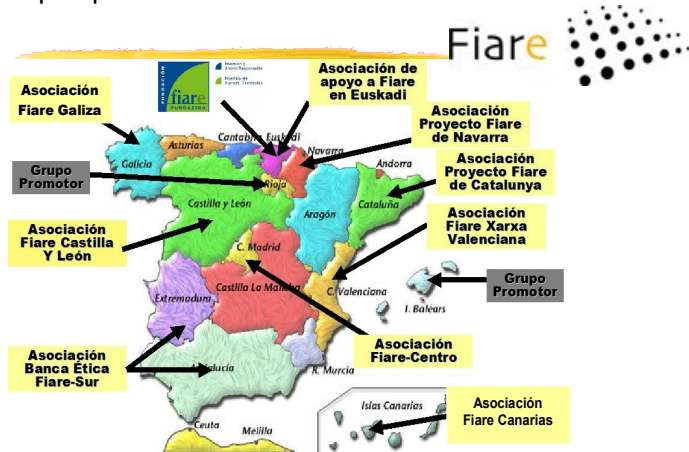 Fiare
FUNDACIÓN
fiare
FUNDAZIOA
Asociación
Fiare Galiza
Asociación de
apoyo a Fiare
en Euskadi
Asociación
Proyecto Fiare
de Navarra
Grupo
Promotor
Asociación
Proyecto Fiare
de Catalunya
Asociación
Fiare Castilla
Y León
Asociación
Fiare Xarxa
Valenciana
Grupo
Promotor
Asociación
Banca Ética
Fiare-Sur
Asociación
Fiare-Centro
Asociación
Fiare Canarias
Galicia
Asturias
Cantabria
Euskadi
Navarra
Rioja
Castilla y León
Aragón
Andorra
Cataluña
C. Madrid
Extremadura
Castilla La Mancha
C. Valenciana
I. Balears
R. Murcia
Ceuta
Melilla
Islas Canarias